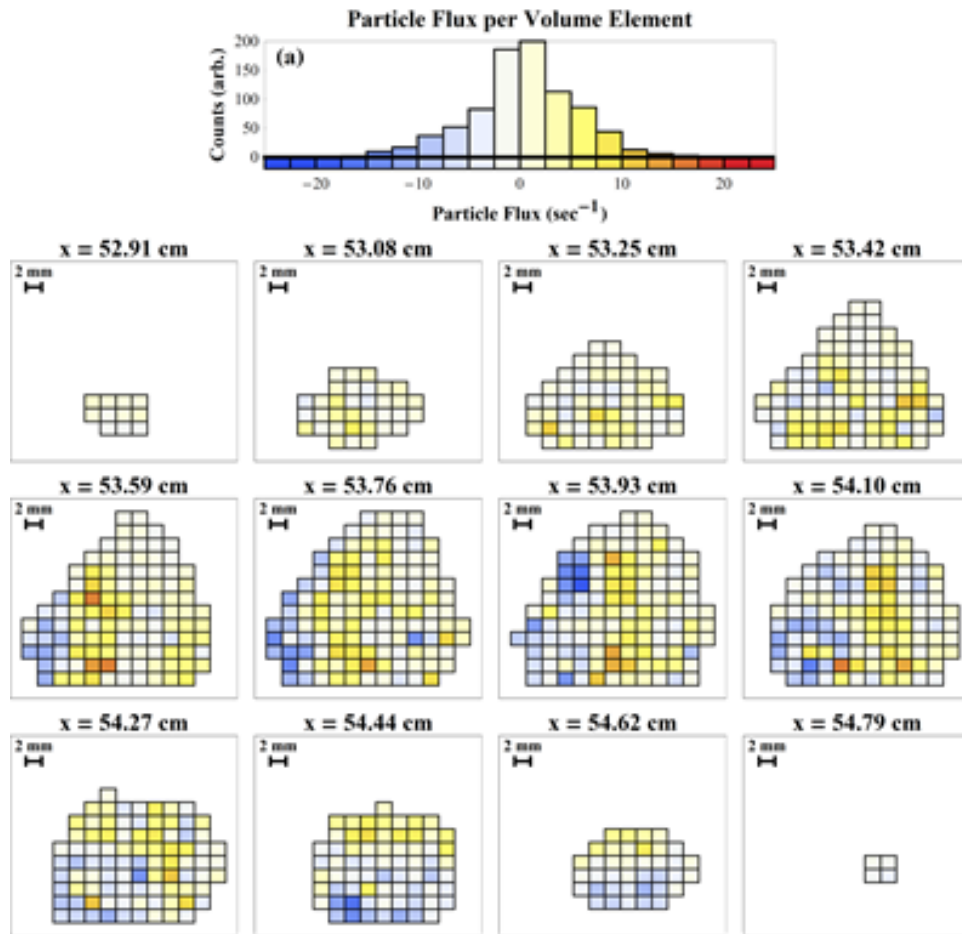 Particle Flux per Volume Element
(a)
Counts (arb.)
200
150
100
50
0
−20 −10 0 10 20
Particle Flux (sec⁻¹)
x = 52.91 cm x = 53.08 cm x = 53.25 cm x = 53.42 cm
2 mm 2 mm 2 mm 2 mm
x = 53.59 cm x = 53.76 cm x = 53.93 cm x = 54.10 cm
2 mm 2 mm 2 mm 2 mm
x = 54.27 cm x = 54.44 cm x = 54.62 cm x = 54.79 cm
2 mm 2 mm 2 mm 2 mm